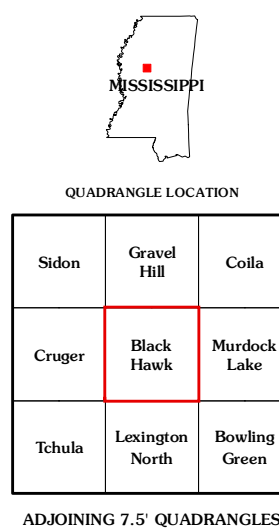 MISSISSIPPI
QUADRANGLE LOCATION
Sidon
Gravel
Hill
Coila
Cruger
Black
Hawk
Murdock
Lake
Tchula
Lexington
North
Bowling
Green
ADJOINING 7.5' QUADRANGLES